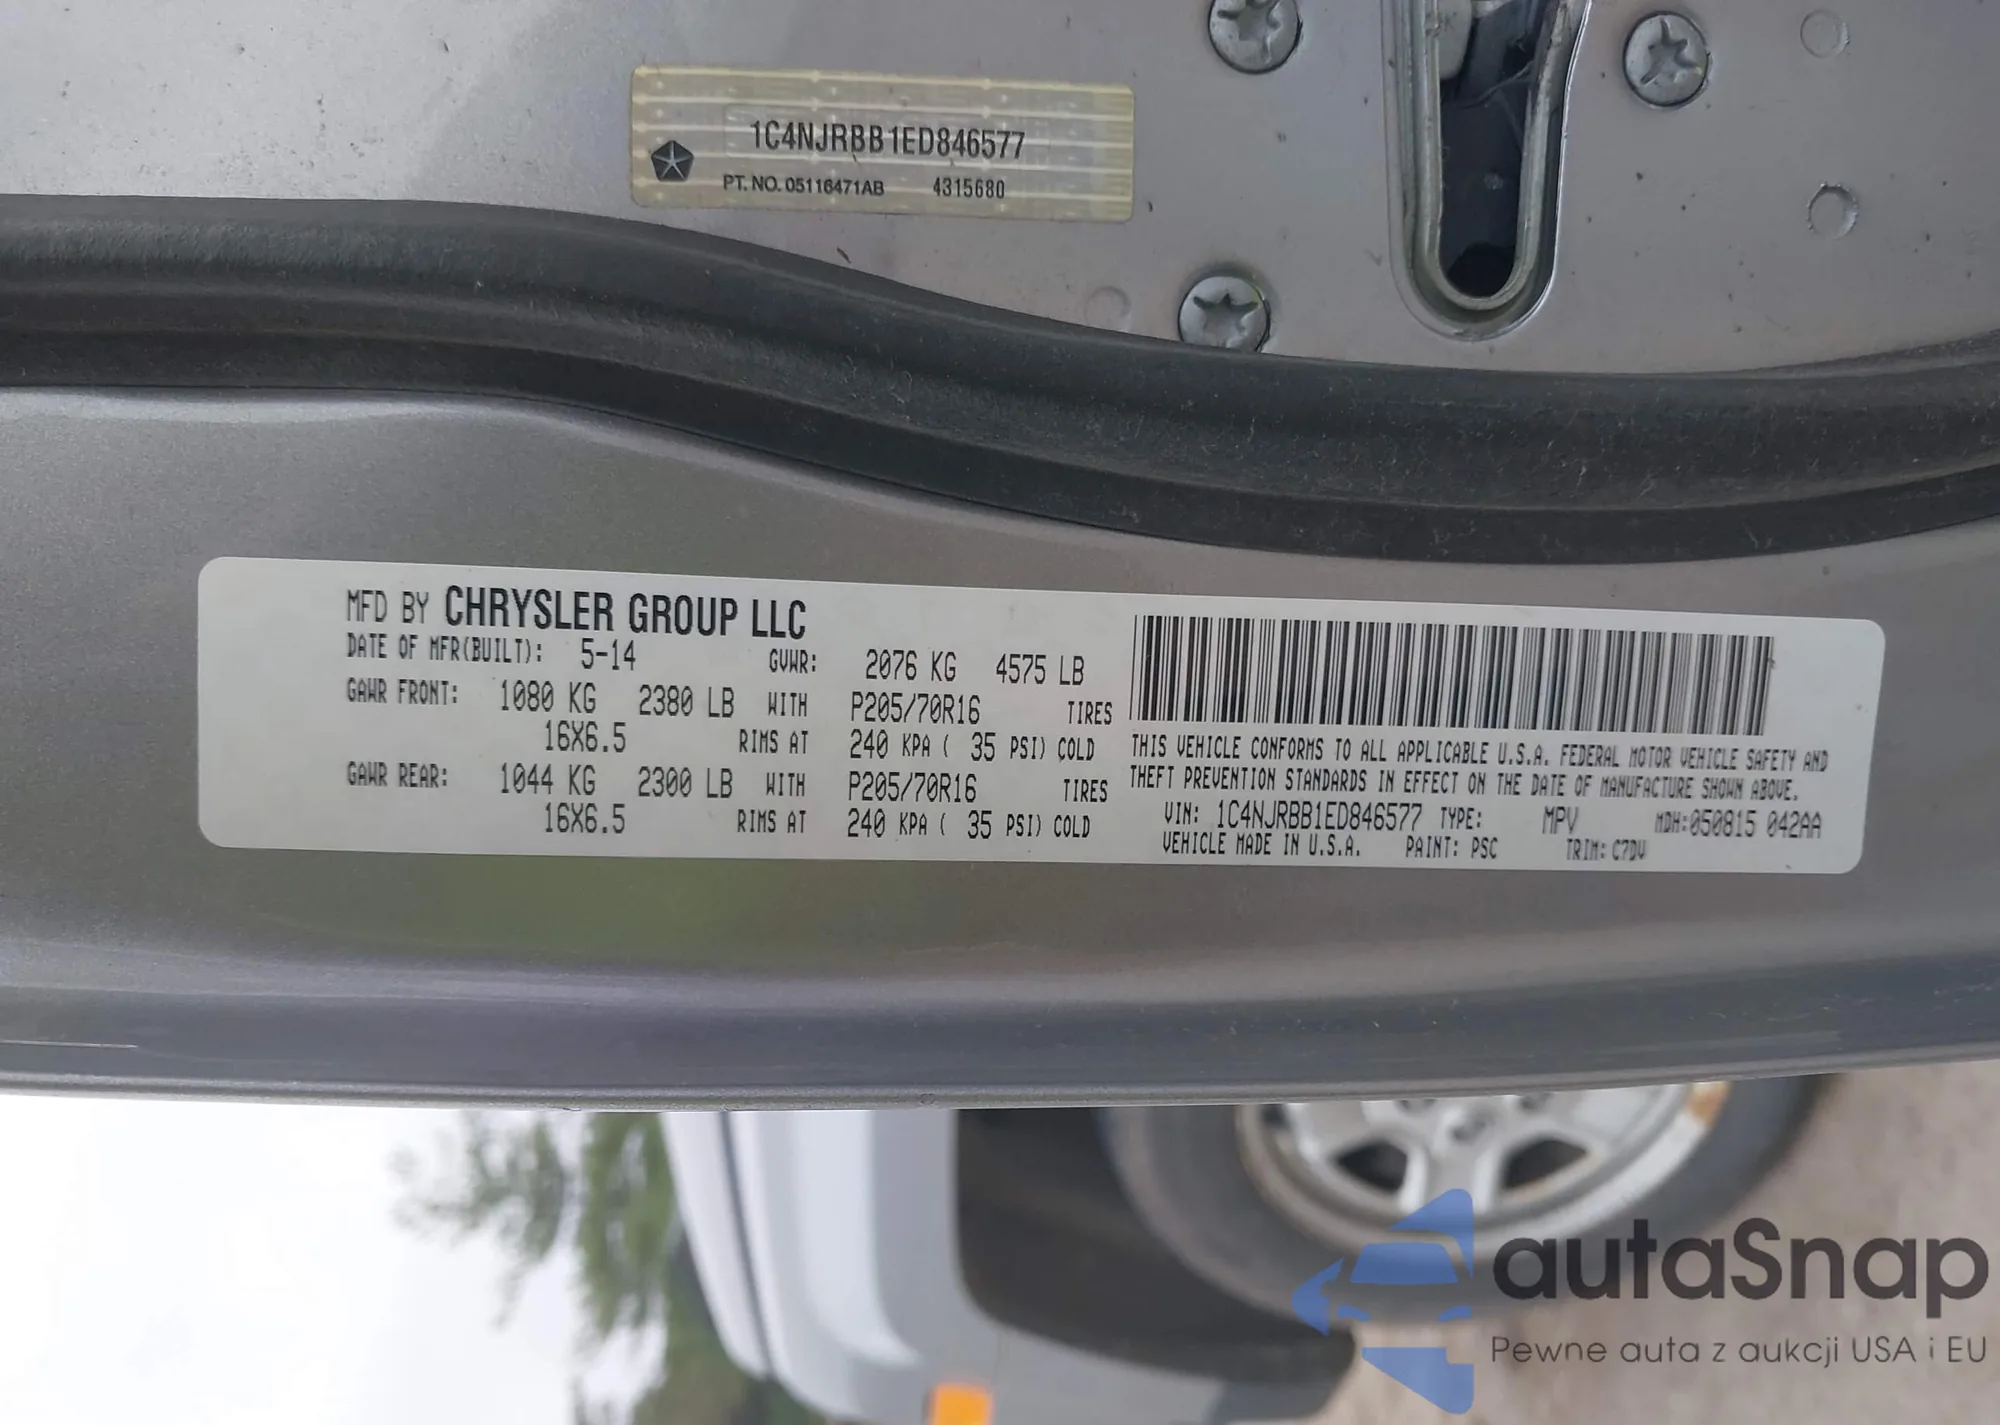 1C4NJRBB1ED846577
PT. NO. 05116471AB 4315680
MFD BY CHRYSLER GROUP LLC
DATE OF MFR(BUILT): 5-14 GVWR: 2076 KG 4575 LB
GAWR FRONT: 1080 KG 2380 LB WITH P205/70R16 TIRES
16X6.5 RIMS AT 240 KPA ( 35 PSI) COLD
GAWR REAR: 1044 KG 2300 LB WITH P205/70R16 TIRES
16X6.5 RIMS AT 240 KPA ( 35 PSI) COLD
THIS VEHICLE CONFORMS TO ALL APPLICABLE U.S.A. FEDERAL MOTOR VEHICLE SAFETY AND
THEFT PREVENTION STANDARDS IN EFFECT ON THE DATE OF MANUFACTURE SHOWN ABOVE.
VIN: 1C4NJRBB1ED846577 TYPE: MPV MDH:050815 042AA
VEHICLE MADE IN U.S.A. PAINT: PSC TRIM: C7DV
autaSnap
Pewne auta z aukcji USA i EU